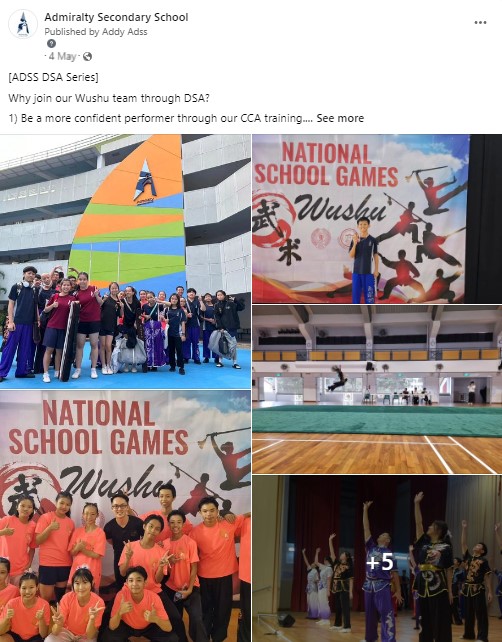 Admiralty Secondary School
Published by Addy Adss
· 4 May ·
[ADSS DSA Series]
Why join our Wushu team through DSA?
1) Be a more confident performer through our CCA training.... See more
NATIONAL
SCHOOL GAMES
Wushu
武术
NATIONAL
SCHOOL GAMES
Wushu
武
+5